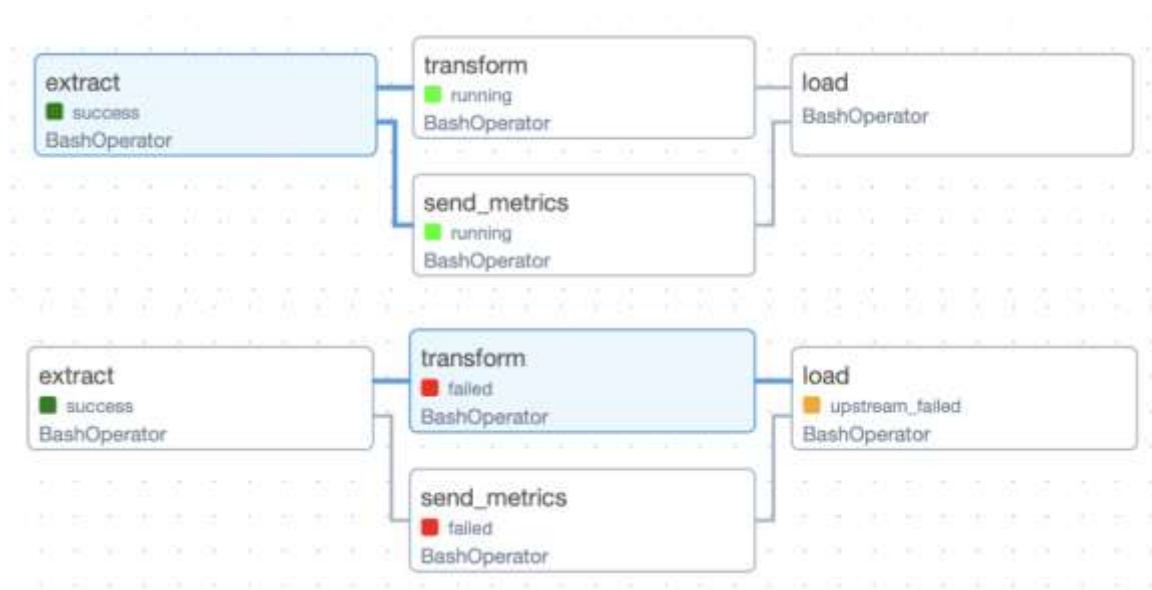 extract
success
BashOperator
transform
running
BashOperator
send_metrics
running
BashOperator
load
BashOperator
extract
success
BashOperator
transform
failed
BashOperator
send_metrics
failed
BashOperator
load
upstream_failed
BashOperator